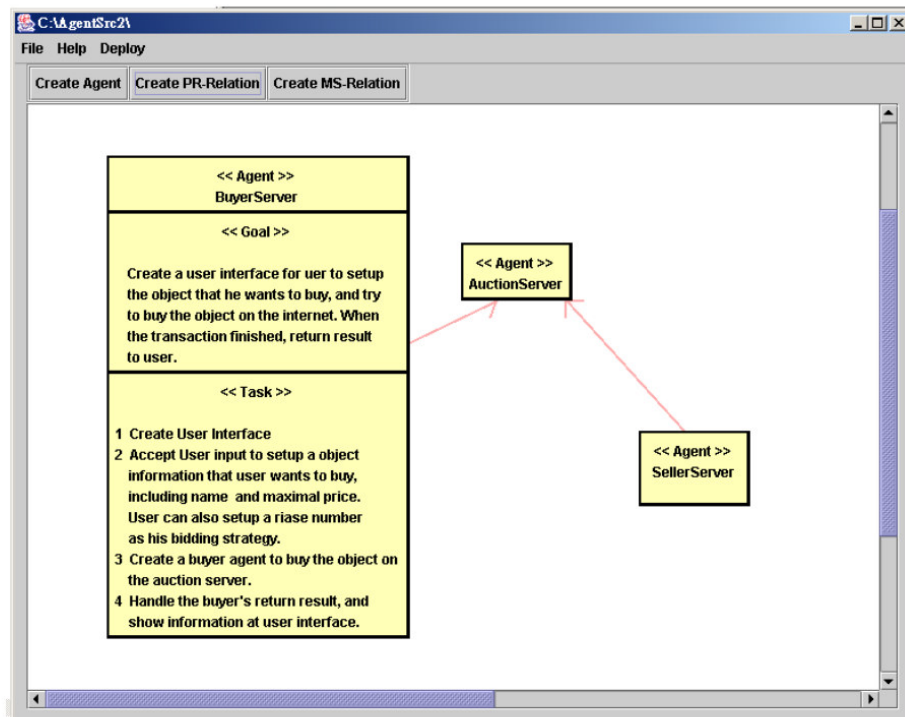 C:\AgentSrc2\
File Help Deploy
Create Agent Create PR-Relation Create MS-Relation
<< Agent >>
BuyerServer
<< Goal >>
Create a user interface for uer to setup
the object that he wants to buy, and try
to buy the object on the internet. When
the transaction finished, return result
to user.
<< Task >>
1 Create User Interface
2 Accept User input to setup a object
information that user wants to buy,
including name and maximal price.
User can also setup a riase number
as his bidding strategy.
3 Create a buyer agent to buy the object on
the auction server.
4 Handle the buyer's return result, and
show information at user interface.
<< Agent >>
AuctionServer
<< Agent >>
SellerServer